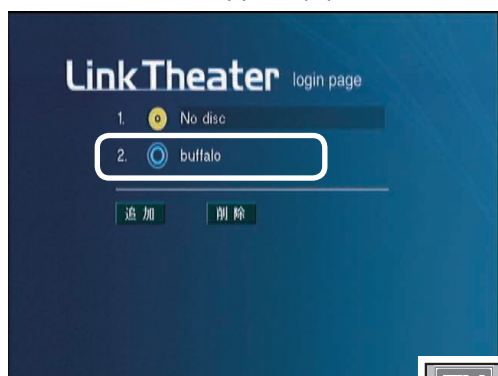 LinkTheater login page
1. No disc
2. buffalo
追加 削除